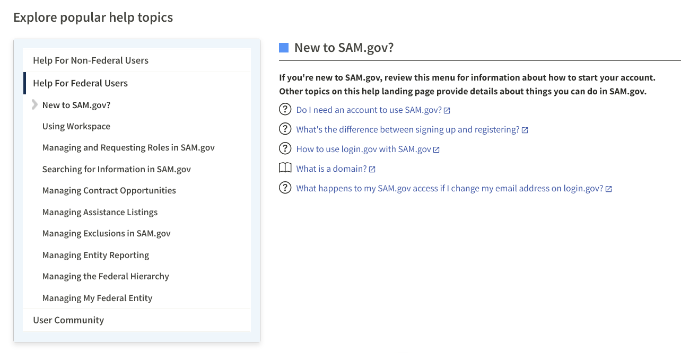 Explore popular help topics
Help For Non-Federal Users
Help For Federal Users
New to SAM.gov?
Using Workspace
Managing and Requesting Roles in SAM.gov
Searching for Information in SAM.gov
Managing Contract Opportunities
Managing Assistance Listings
Managing Exclusions in SAM.gov
Managing Entity Reporting
Managing the Federal Hierarchy
Managing My Federal Entity
User Community
New to SAM.gov?
If you're new to SAM.gov, review this menu for information about how to start your account.
Other topics on this help landing page provide details about things you can do in SAM.gov.
Do I need an account to use SAM.gov?
What's the difference between signing up and registering?
How to use login.gov with SAM.gov
What is a domain?
What happens to my SAM.gov access if I change my email address on login.gov?